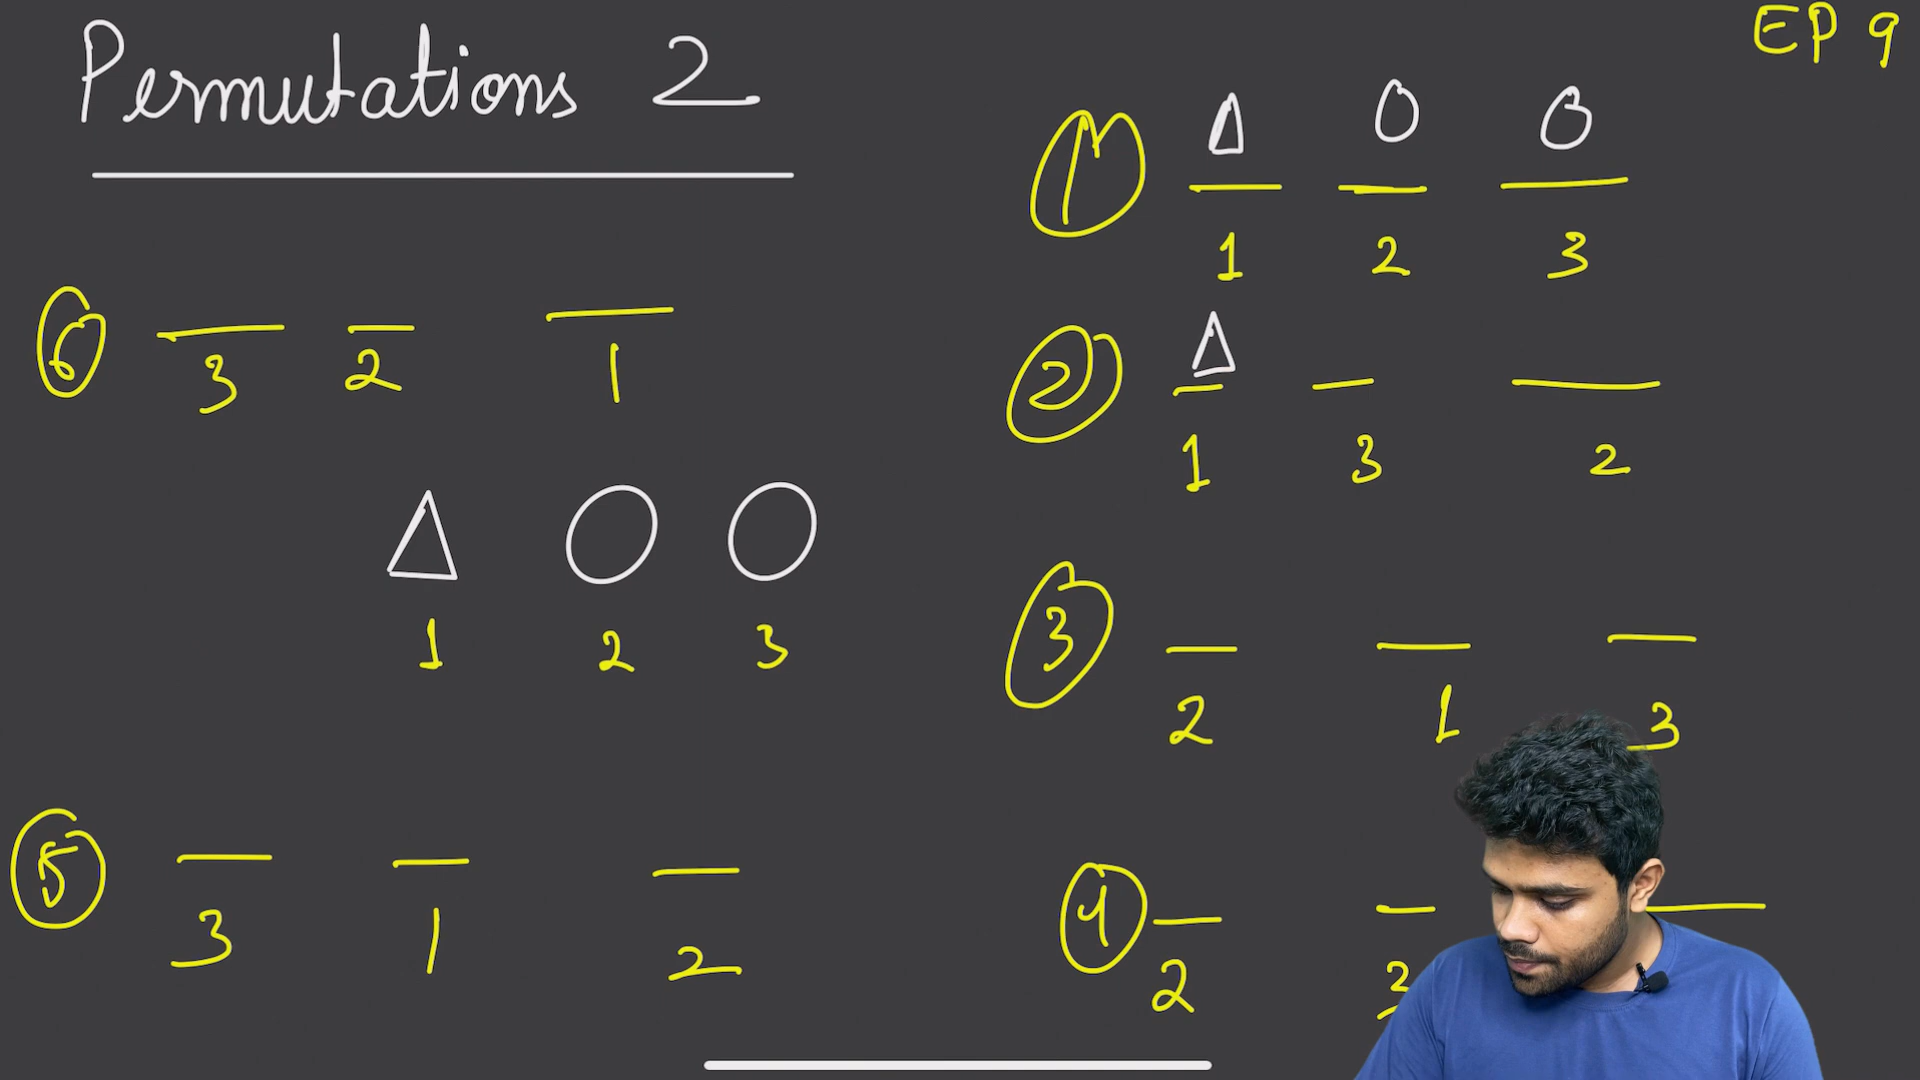 Permutations 2
EP 9
① Δ O O
1 2 3
② Δ
1 3 2
③
2 1 3
④
2
⑤
3 1 2
⑥
3 2 1
Δ O O
1 2 3